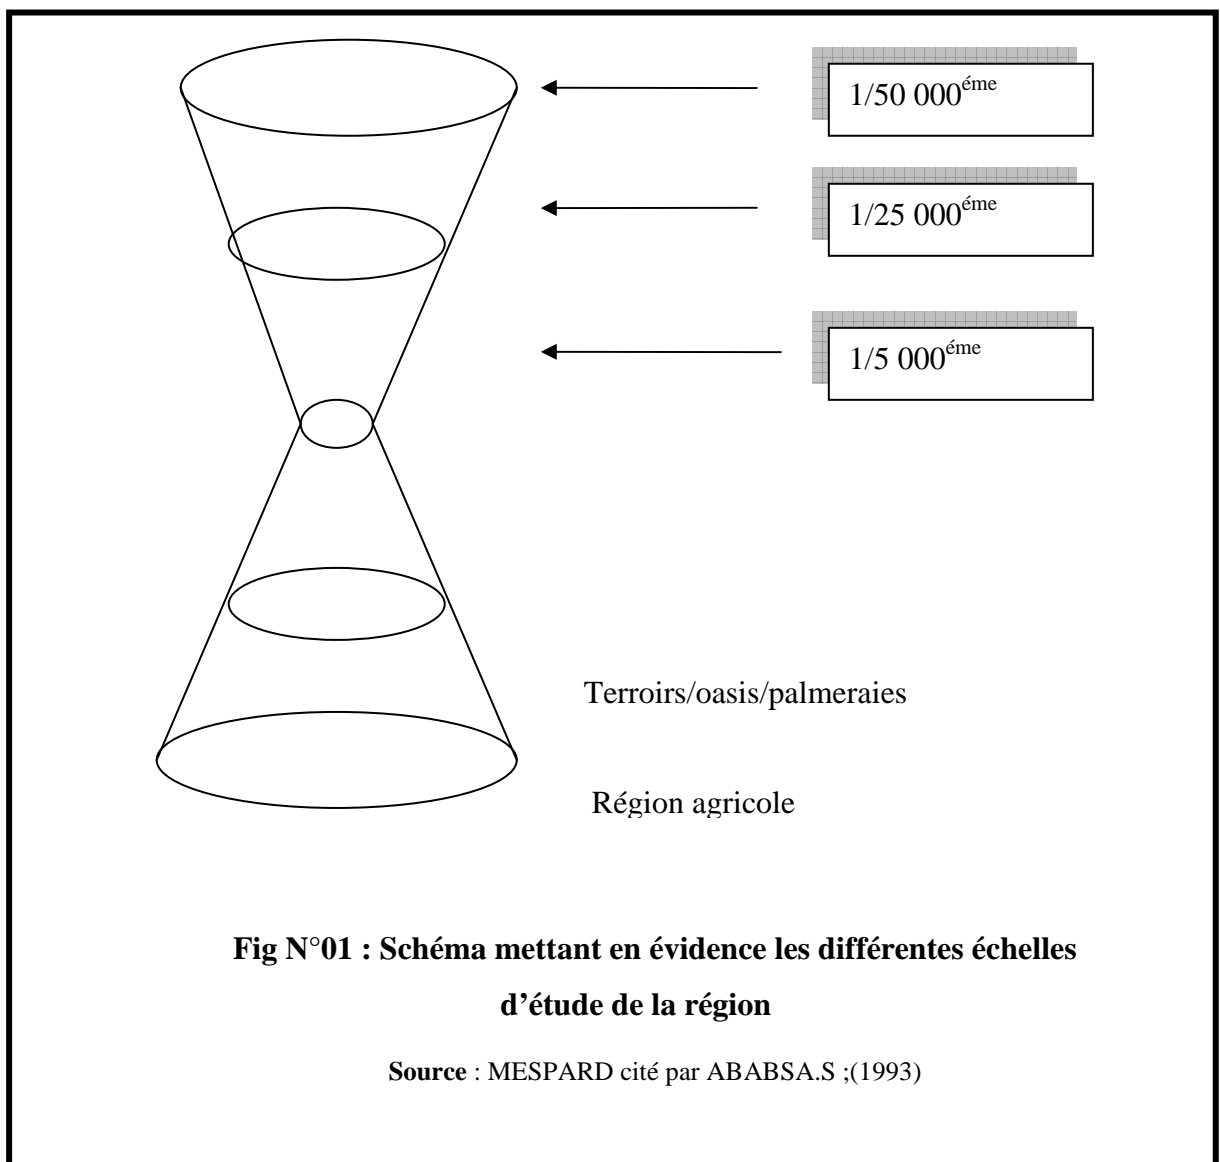 1/50 000éme
1/25 000éme
1/5 000éme
Terroirs/oasis/palmeraies
Région agricole
Fig N°01 : Schéma mettant en évidence les différentes échelles
d’étude de la région
Source : MESPARD cité par ABABSA.S ;(1993)